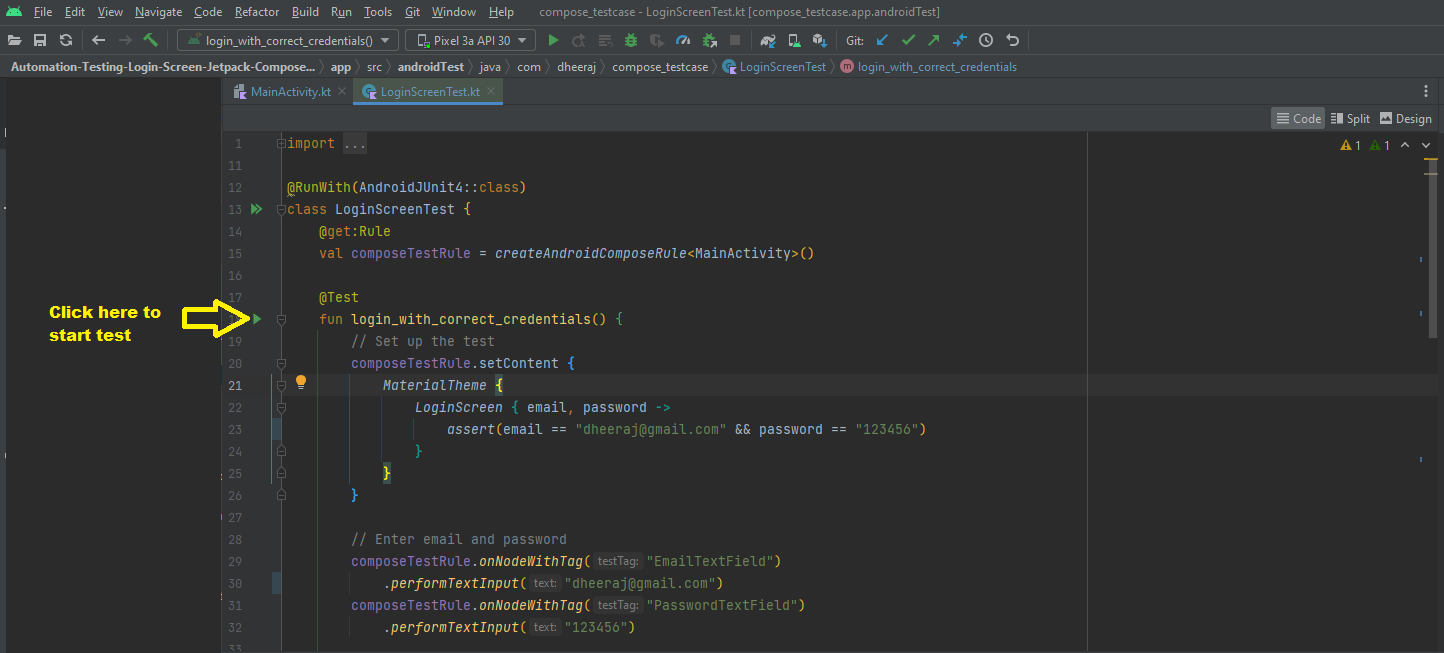 File Edit View Navigate Code Refactor Build Run Tools Git Window Help compose_testcase - LoginScreenTest.kt [compose_testcase.app.androidTest]
login_with_correct_credentials() Pixel 3a API 30 Git:
Automation-Testing-Login-Screen-Jetpack-Compose... app src androidTest java com dheeraj compose_testcase LoginScreenTest m login_with_correct_credentials
MainActivity.kt LoginScreenTest.kt
Code Split Design
1 import ... 1 1
11
12 @RunWith(AndroidJUnit4::class)
13 class LoginScreenTest {
14 @get:Rule
15 val composeTestRule = createAndroidComposeRule<MainActivity>()
16
17 @Test
Click here to
start test
fun login_with_correct_credentials() {
19 // Set up the test
20 composeTestRule.setContent {
21 MaterialTheme {
22 LoginScreen { email, password ->
23 assert(email == "dheeraj@gmail.com" && password == "123456")
24 }
25 }
26 }
27
28 // Enter email and password
29 composeTestRule.onNodeWithTag( testTag: "EmailTextField")
30 .performTextInput( text: "dheeraj@gmail.com")
31 composeTestRule.onNodeWithTag( testTag: "PasswordTextField")
32 .performTextInput( text: "123456")
33